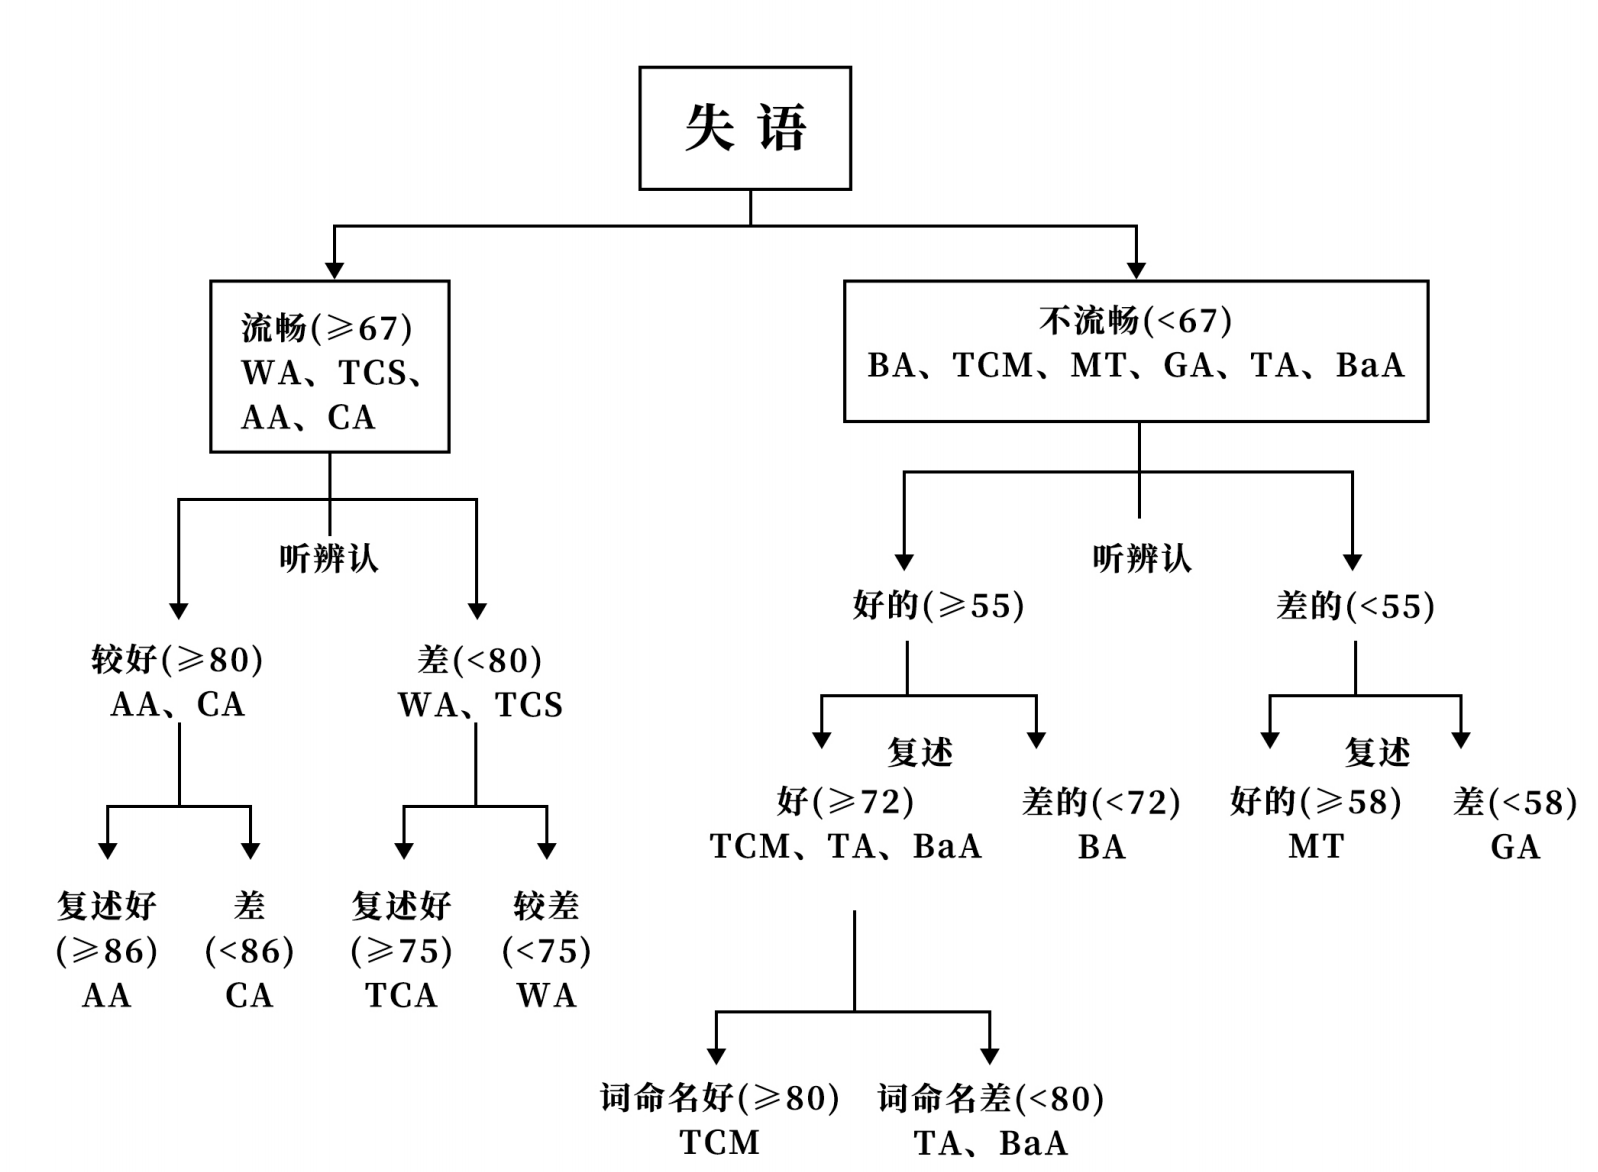 失语
流畅(≥67)
WA、TCS、
AA、CA
不流畅(<67)
BA、TCM、MT、GA、TA、BaA
听辨认
听辨认
较好(≥80)
AA、CA
差(<80)
WA、TCS
好的(≥55)
差的(<55)
复述
复述
好(≥72)
TCM、TA、BaA
差的(<72)
BA
好的(≥58)
MT
差(<58)
GA
复述好
(≥86)
AA
差
(<86)
CA
复述好
(≥75)
TCA
较差
(<75)
WA
词命名好(≥80)
TCM
词命名差(<80)
TA、BaA